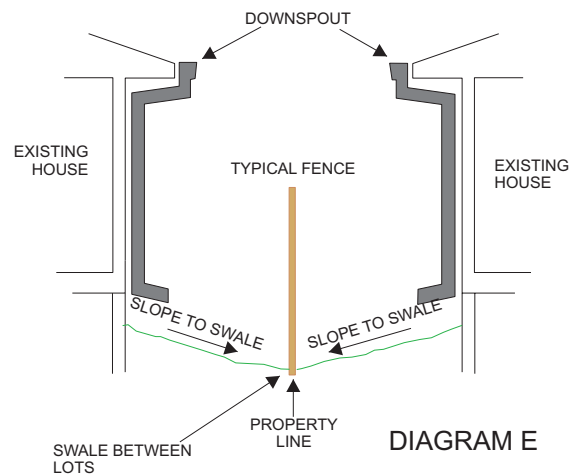 DOWNSPOUT
EXISTING
HOUSE
TYPICAL FENCE
EXISTING
HOUSE
SLOPE TO SWALE
SLOPE TO SWALE
PROPERTY
LINE
SWALE BETWEEN
LOTS
DIAGRAM E